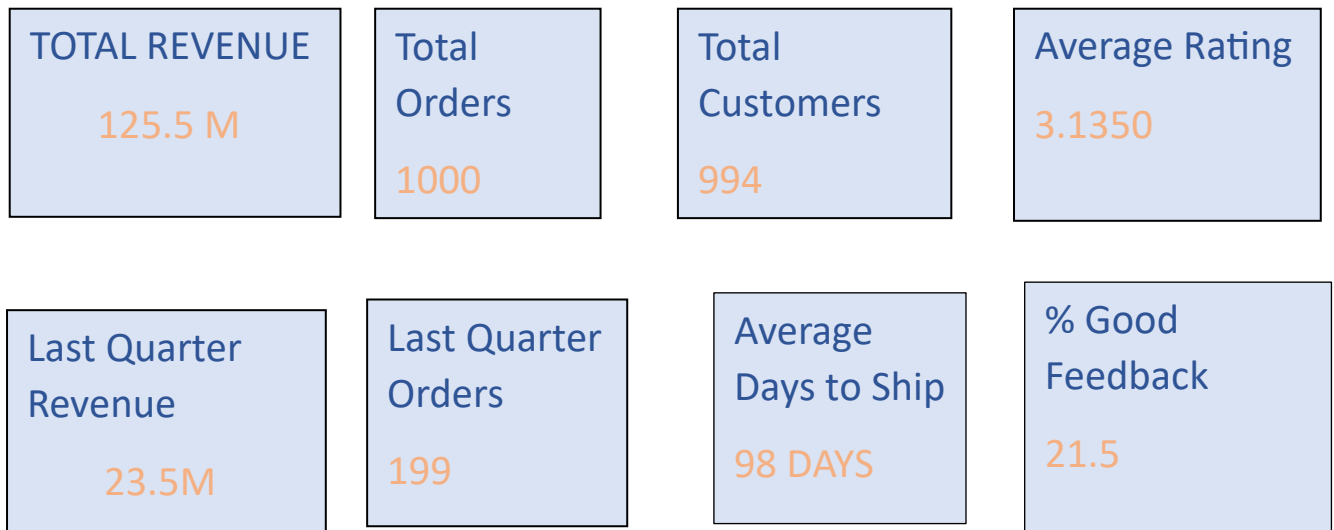 TOTAL REVENUE
125.5 M
Total
Orders
1000
Total
Customers
994
Average Rating
3.1350
Last Quarter
Revenue
23.5M
Last Quarter
Orders
199
Average
Days to Ship
98 DAYS
% Good
Feedback
21.5